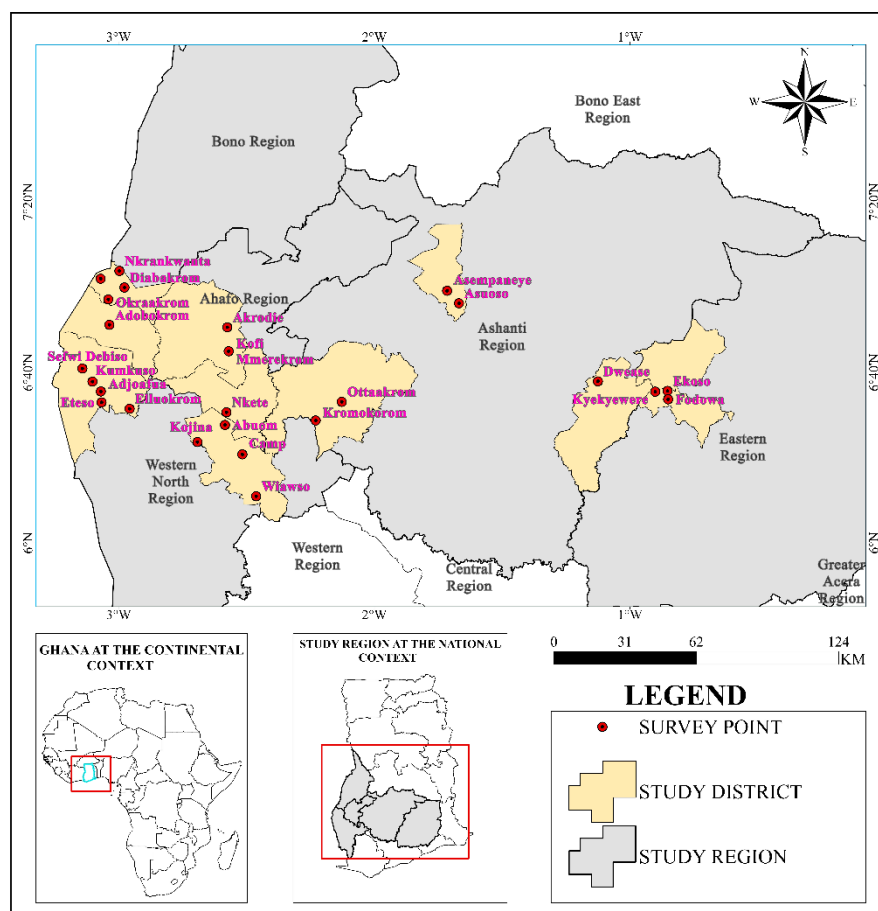 3°W
2°W
1°W
N
W
E
S
Bono East
Region
Bono Region
7°20'N
7°20'N
Nkrankwanta
Diabakrom
Okraakrom
Adobokrom
Ahafo Region
Akrodie
Kofi
Mmerekrom
Asempaneye
Asuoso
Ashanti
Region
6°40'N
6°40'N
Sefwi Debiso
Kumkuso
Adjoafua
Eteso
Elluokrom
Nkete
Abuom
Kojina
Camp
Ottaakrom
Kromokorom
Dwease
Kyekyewere
Ekoso
Fodowa
Eastern
Region
Western
North
Region
Wiawso
6°N
6°N
Western
Region
Central
Region
Greater
Accra
Region
3°W
2°W
1°W
GHANA AT THE CONTINENTAL
CONTEXT
STUDY REGION AT THE NATIONAL
CONTEXT
0 31 62 124
KM
LEGEND
SURVEY POINT
STUDY DISTRICT
STUDY REGION